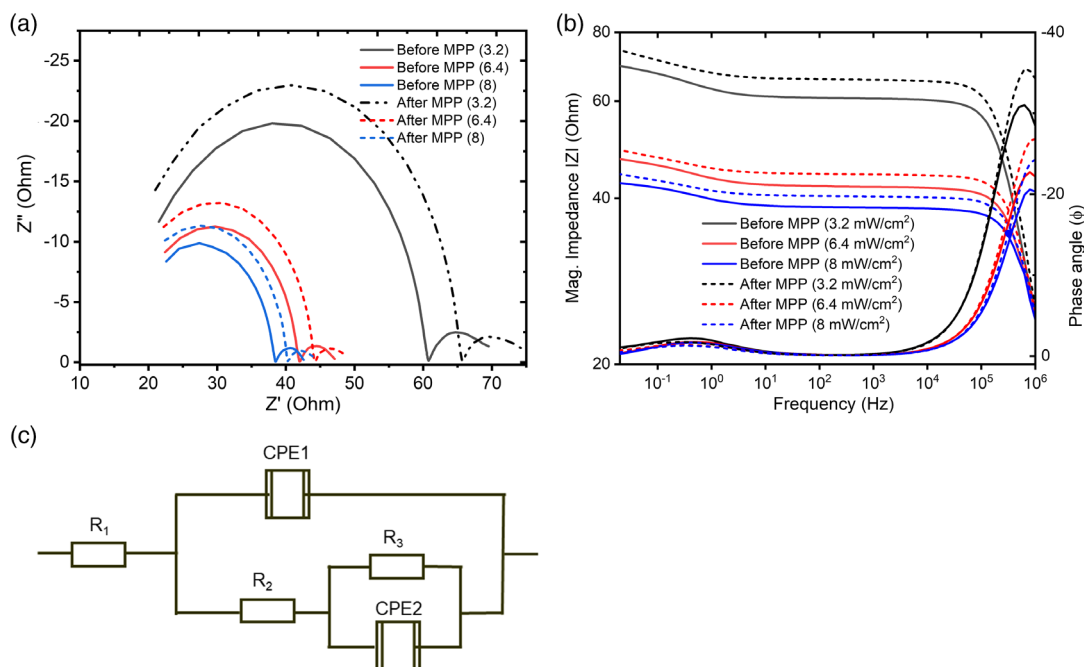 (a)
-25
-20
-15
-10
-5
0
10
20
30
40
50
60
70
Z" (Ohm)
Z' (Ohm)
Before MPP (3.2)
Before MPP (6.4)
Before MPP (8)
After MPP (3.2)
After MPP (6.4)
After MPP (8)
(b)
80
60
40
20
Mag. Impedance |Z| (Ohm)
-40
-20
0
Phase angle (ϕ)
10⁻¹
10⁰
10¹
10²
10³
10⁴
10⁵
10⁶
Frequency (Hz)
Before MPP (3.2 mW/cm²)
Before MPP (6.4 mW/cm²)
Before MPP (8 mW/cm²)
After MPP (3.2 mW/cm²)
After MPP (6.4 mW/cm²)
After MPP (8 mW/cm²)
(c)
CPE1
R₁
R₃
R₂
CPE2